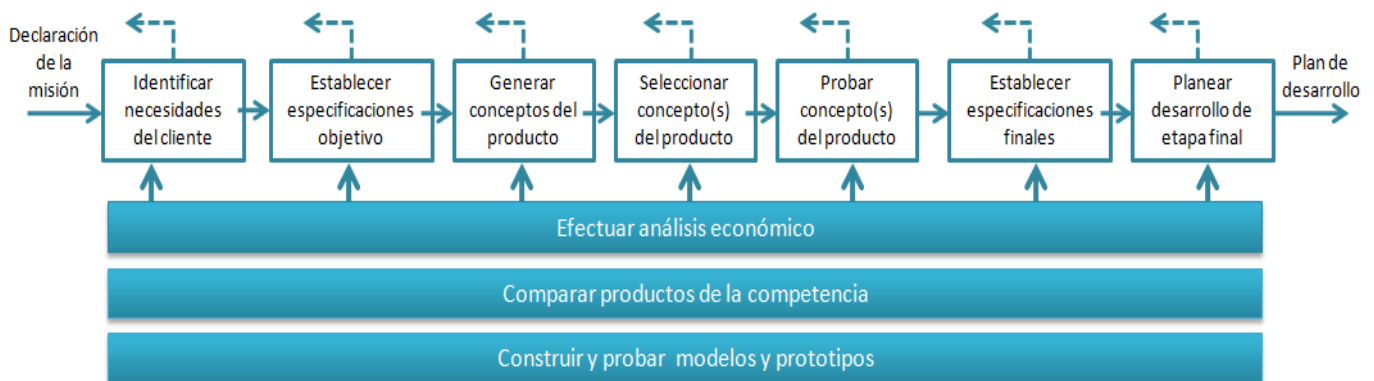 Declaración
de la
misión
Identificar
necesidades
del cliente
Establecer
especificaciones
objetivo
Generar
conceptos del
producto
Seleccionar
concepto(s)
del producto
Probar
concepto(s)
del producto
Establecer
especificaciones
finales
Planear
desarrollo de
etapa final
Plan de
desarrollo
Efectuar análisis económico
Comparar productos de la competencia
Construir y probar modelos y prototipos